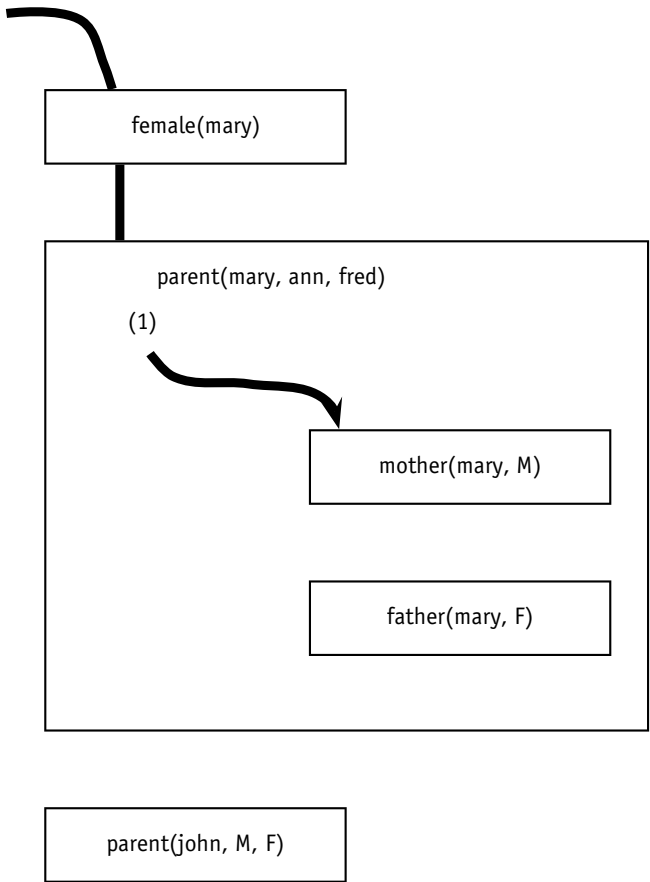 female(mary)
parent(mary, ann, fred)
(1)
mother(mary, M)
father(mary, F)
parent(john, M, F)